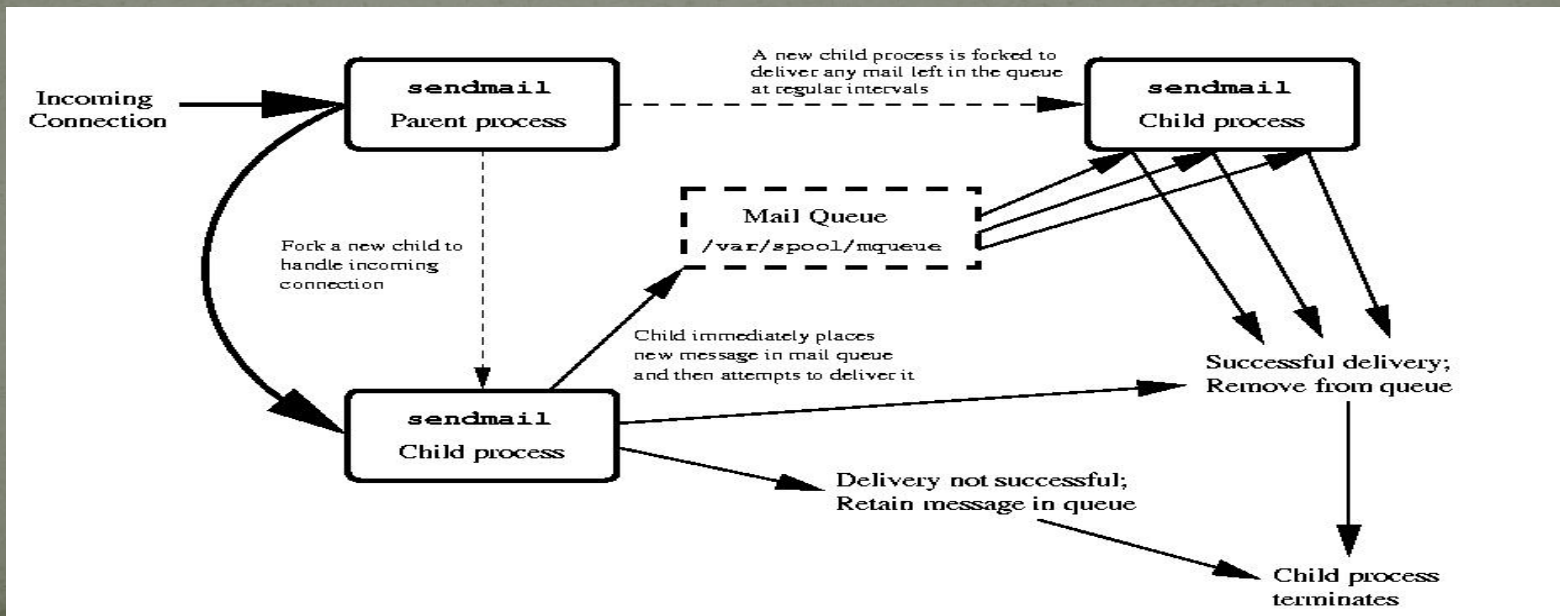 A new child process is forked to
deliver any mail left in the queue
at regular intervals
Incoming
Connection
sendmail
Parent process
sendmail
Child process
Mail Queue
/var/spool/mqueue
Fork a new child to
handle incoming
connection
Child immediately places
new message in mail queue
and then attempts to deliver it
Successful delivery;
Remove from queue
sendmail
Child process
Delivery not successful;
Retain message in queue
Child process
terminates